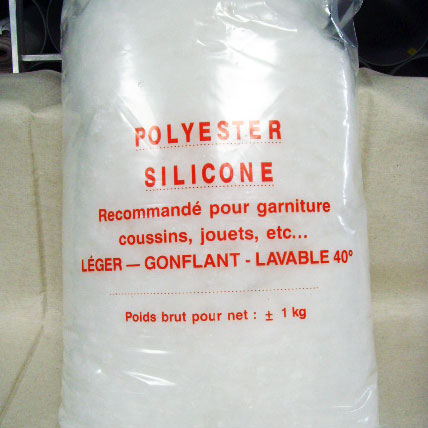 POLYESTER
SILICONE
Recommandé pour garniture
coussins, jouets, etc...
LÉGER — GONFLANT - LAVABLE 40°
Poids brut pour net : ± 1 kg